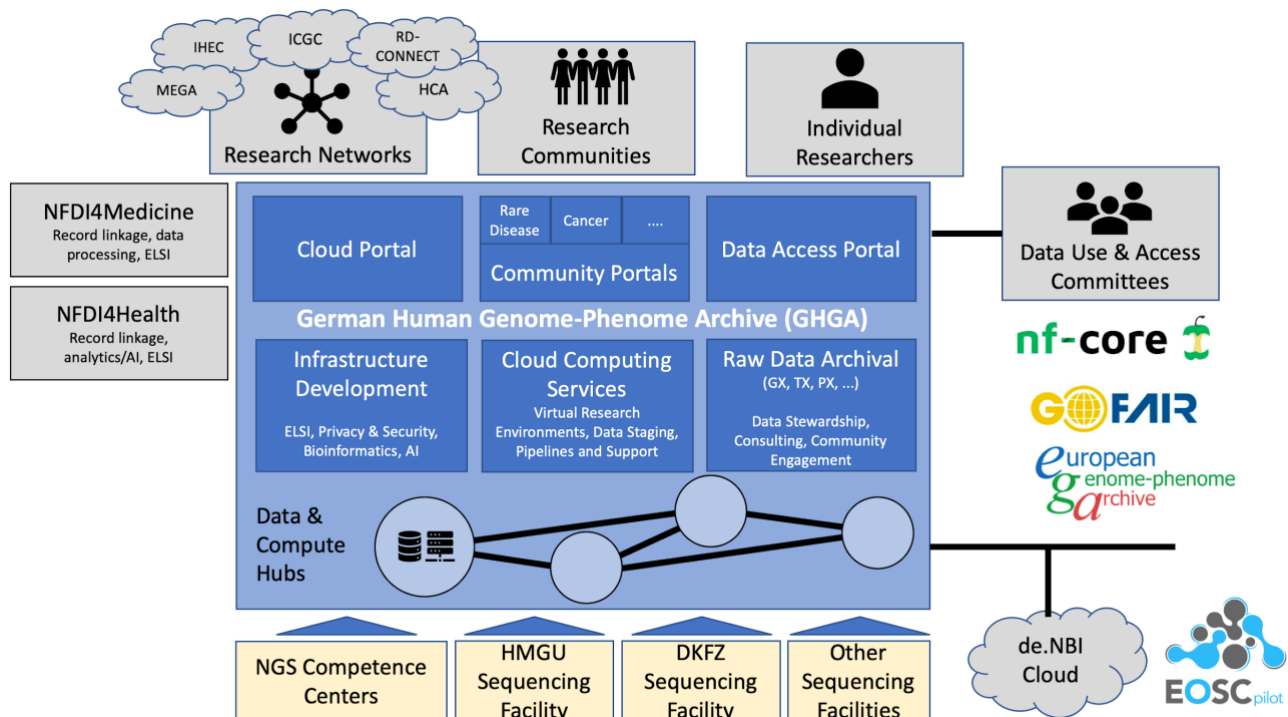 IHEC
ICGC
RD-
CONNECT
MEGA
HCA
Research Networks
Research
Communities
Individual
Researchers
NFDI4Medicine
Record linkage, data
processing, ELSI
NFDI4Health
Record linkage,
analytics/AI, ELSI
Cloud Portal
Rare
Disease
Cancer
....
Community Portals
Data Access Portal
Data Use & Access
Committees
German Human Genome-Phenome Archive (GHGA)
Infrastructure
Development
ELSI, Privacy & Security,
Bioinformatics, AI
Cloud Computing
Services
Virtual Research
Environments, Data Staging,
Pipelines and Support
Raw Data Archival
(GX, TX, PX, ...)
Data Stewardship,
Consulting, Community
Engagement
nf-core
GO FAIR
european
genome-phenome
archive
Data &
Compute
Hubs
NGS Competence
Centers
HMGU
Sequencing
Facility
DKFZ
Sequencing
Facility
Other
Sequencing
Facilities
de.NBI
Cloud
EOSCpilot